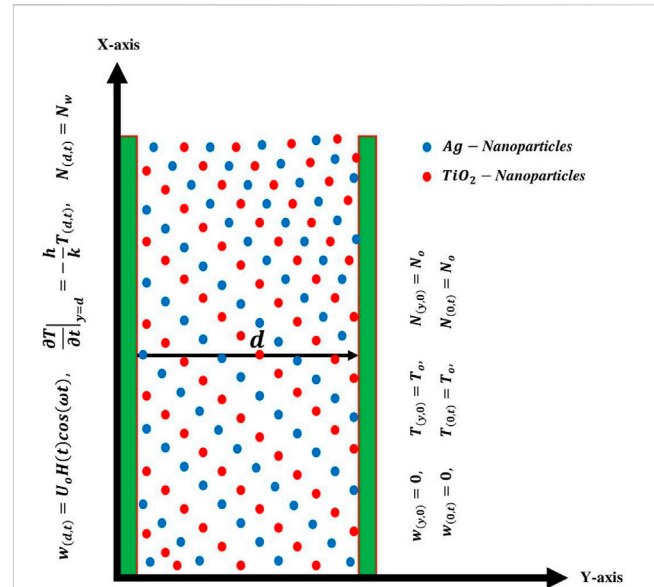 X-axis
w(d,t) = UₒH(t)cos(ωt), ∂T/∂t|y=d = −h/k T(d,t), N(d,t) = N_w
Ag − Nanoparticles
TiO₂ − Nanoparticles
d
w(y,0) = 0, T(y,0) = Tₒ, N(y,0) = Nₒ
w(0,t) = 0, T(0,t) = Tₒ, N(0,t) = Nₒ
Y-axis